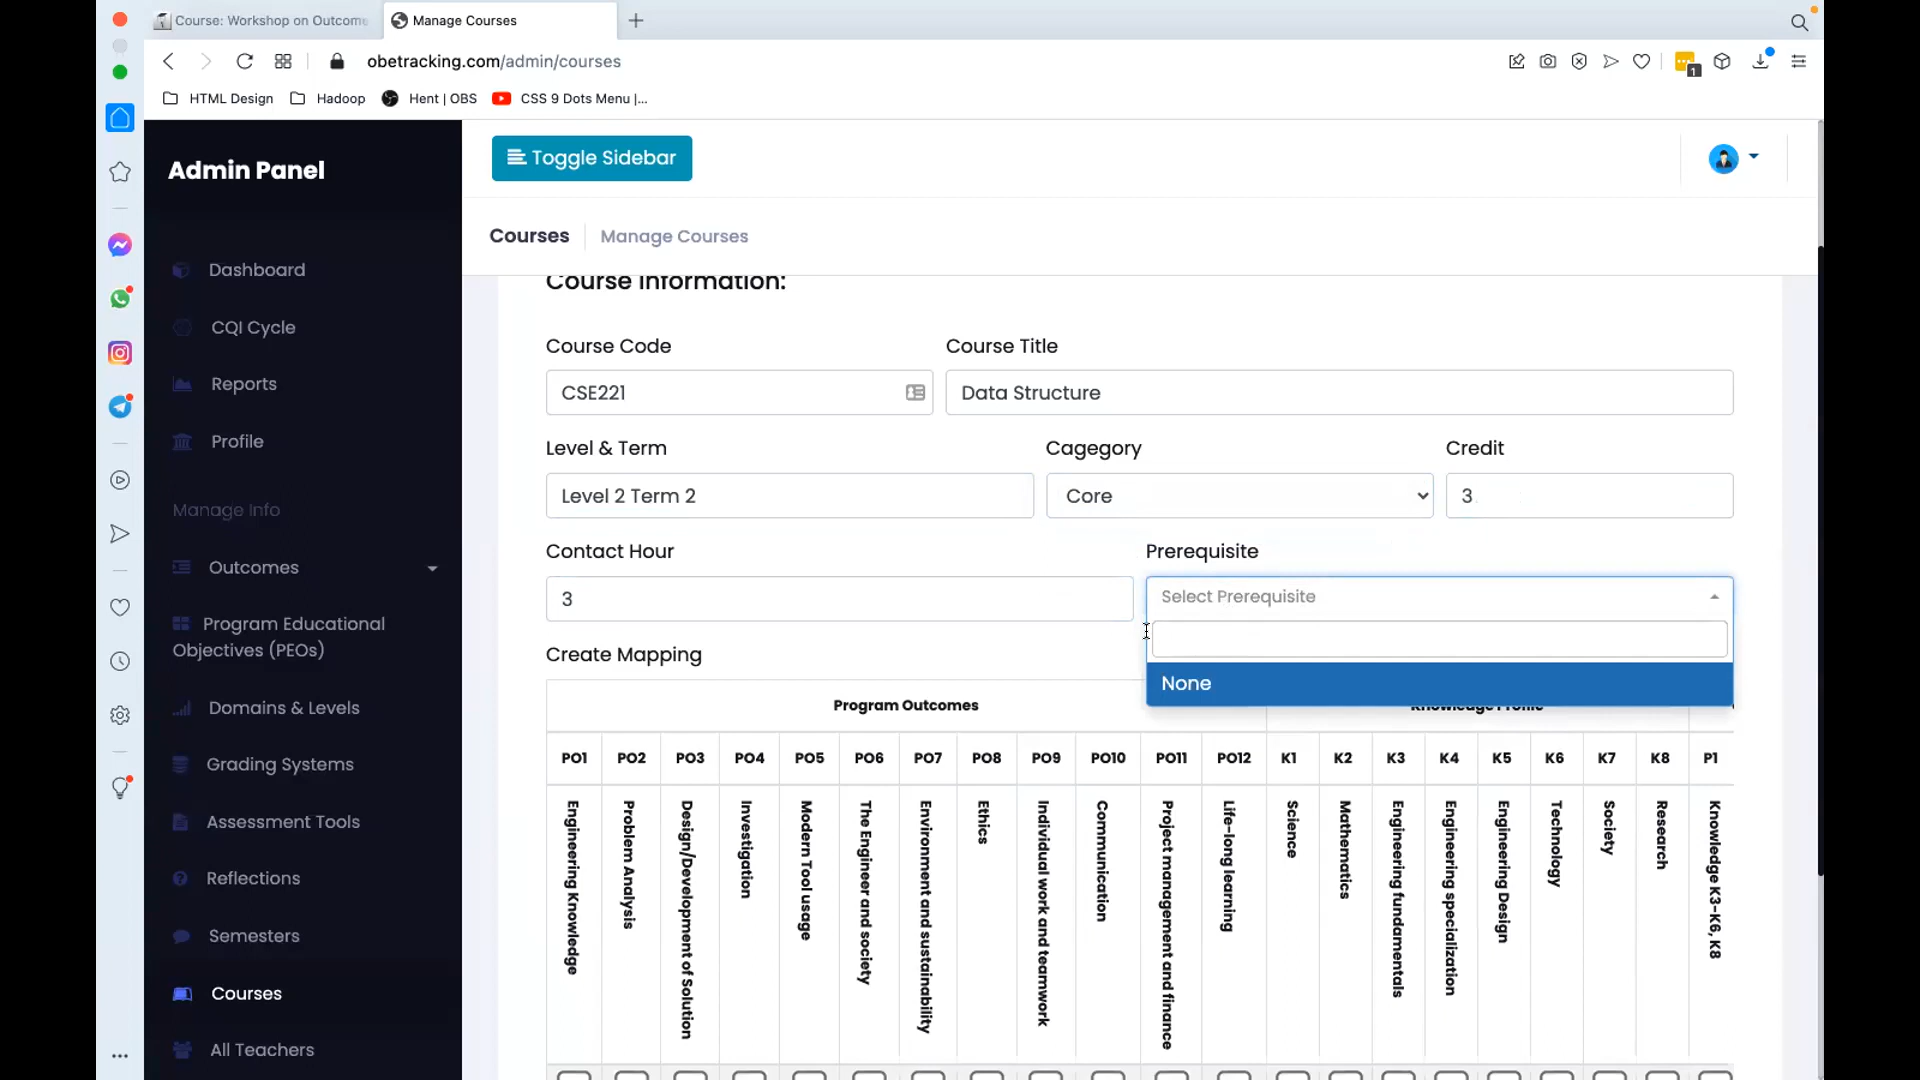 Course: Workshop on Outcome
Manage Courses
obetracking.com/admin/courses
1
HTML Design
Hadoop
Hent | OBS
CSS 9 Dots Menu |...
Admin Panel
Toggle Sidebar
Courses
Manage Courses
Dashboard
CQI Cycle
Reports
Profile
Manage Info
Outcomes
Program Educational
Objectives (PEOs)
Domains & Levels
Grading Systems
Assessment Tools
Reflections
Semesters
Courses
All Teachers
Course Information:
Course Code
Course Title
CSE221
Data Structure
Level & Term
Cagegory
Credit
Level 2 Term 2
Core
3
Contact Hour
Prerequisite
3
Select Prerequisite
None
Create Mapping
Program Outcomes
Knowledge Profile
PO1 PO2 PO3 PO4 PO5 PO6 PO7 PO8 PO9 PO10 PO11 PO12 K1 K2 K3 K4 K5 K6 K7 K8 P1
Engineering Knowledge
Problem Analysis
Design/Development of Solution
Investigation
Modern Tool usage
The Engineer and society
Environment and sustainability
Ethics
Individual work and teamwork
Communication
Project management and finance
Life-long learning
Science
Mathematics
Engineering fundamentals
Engineering specialization
Engineering Design
Technology
Society
Research
Knowledge K3-K6, K8